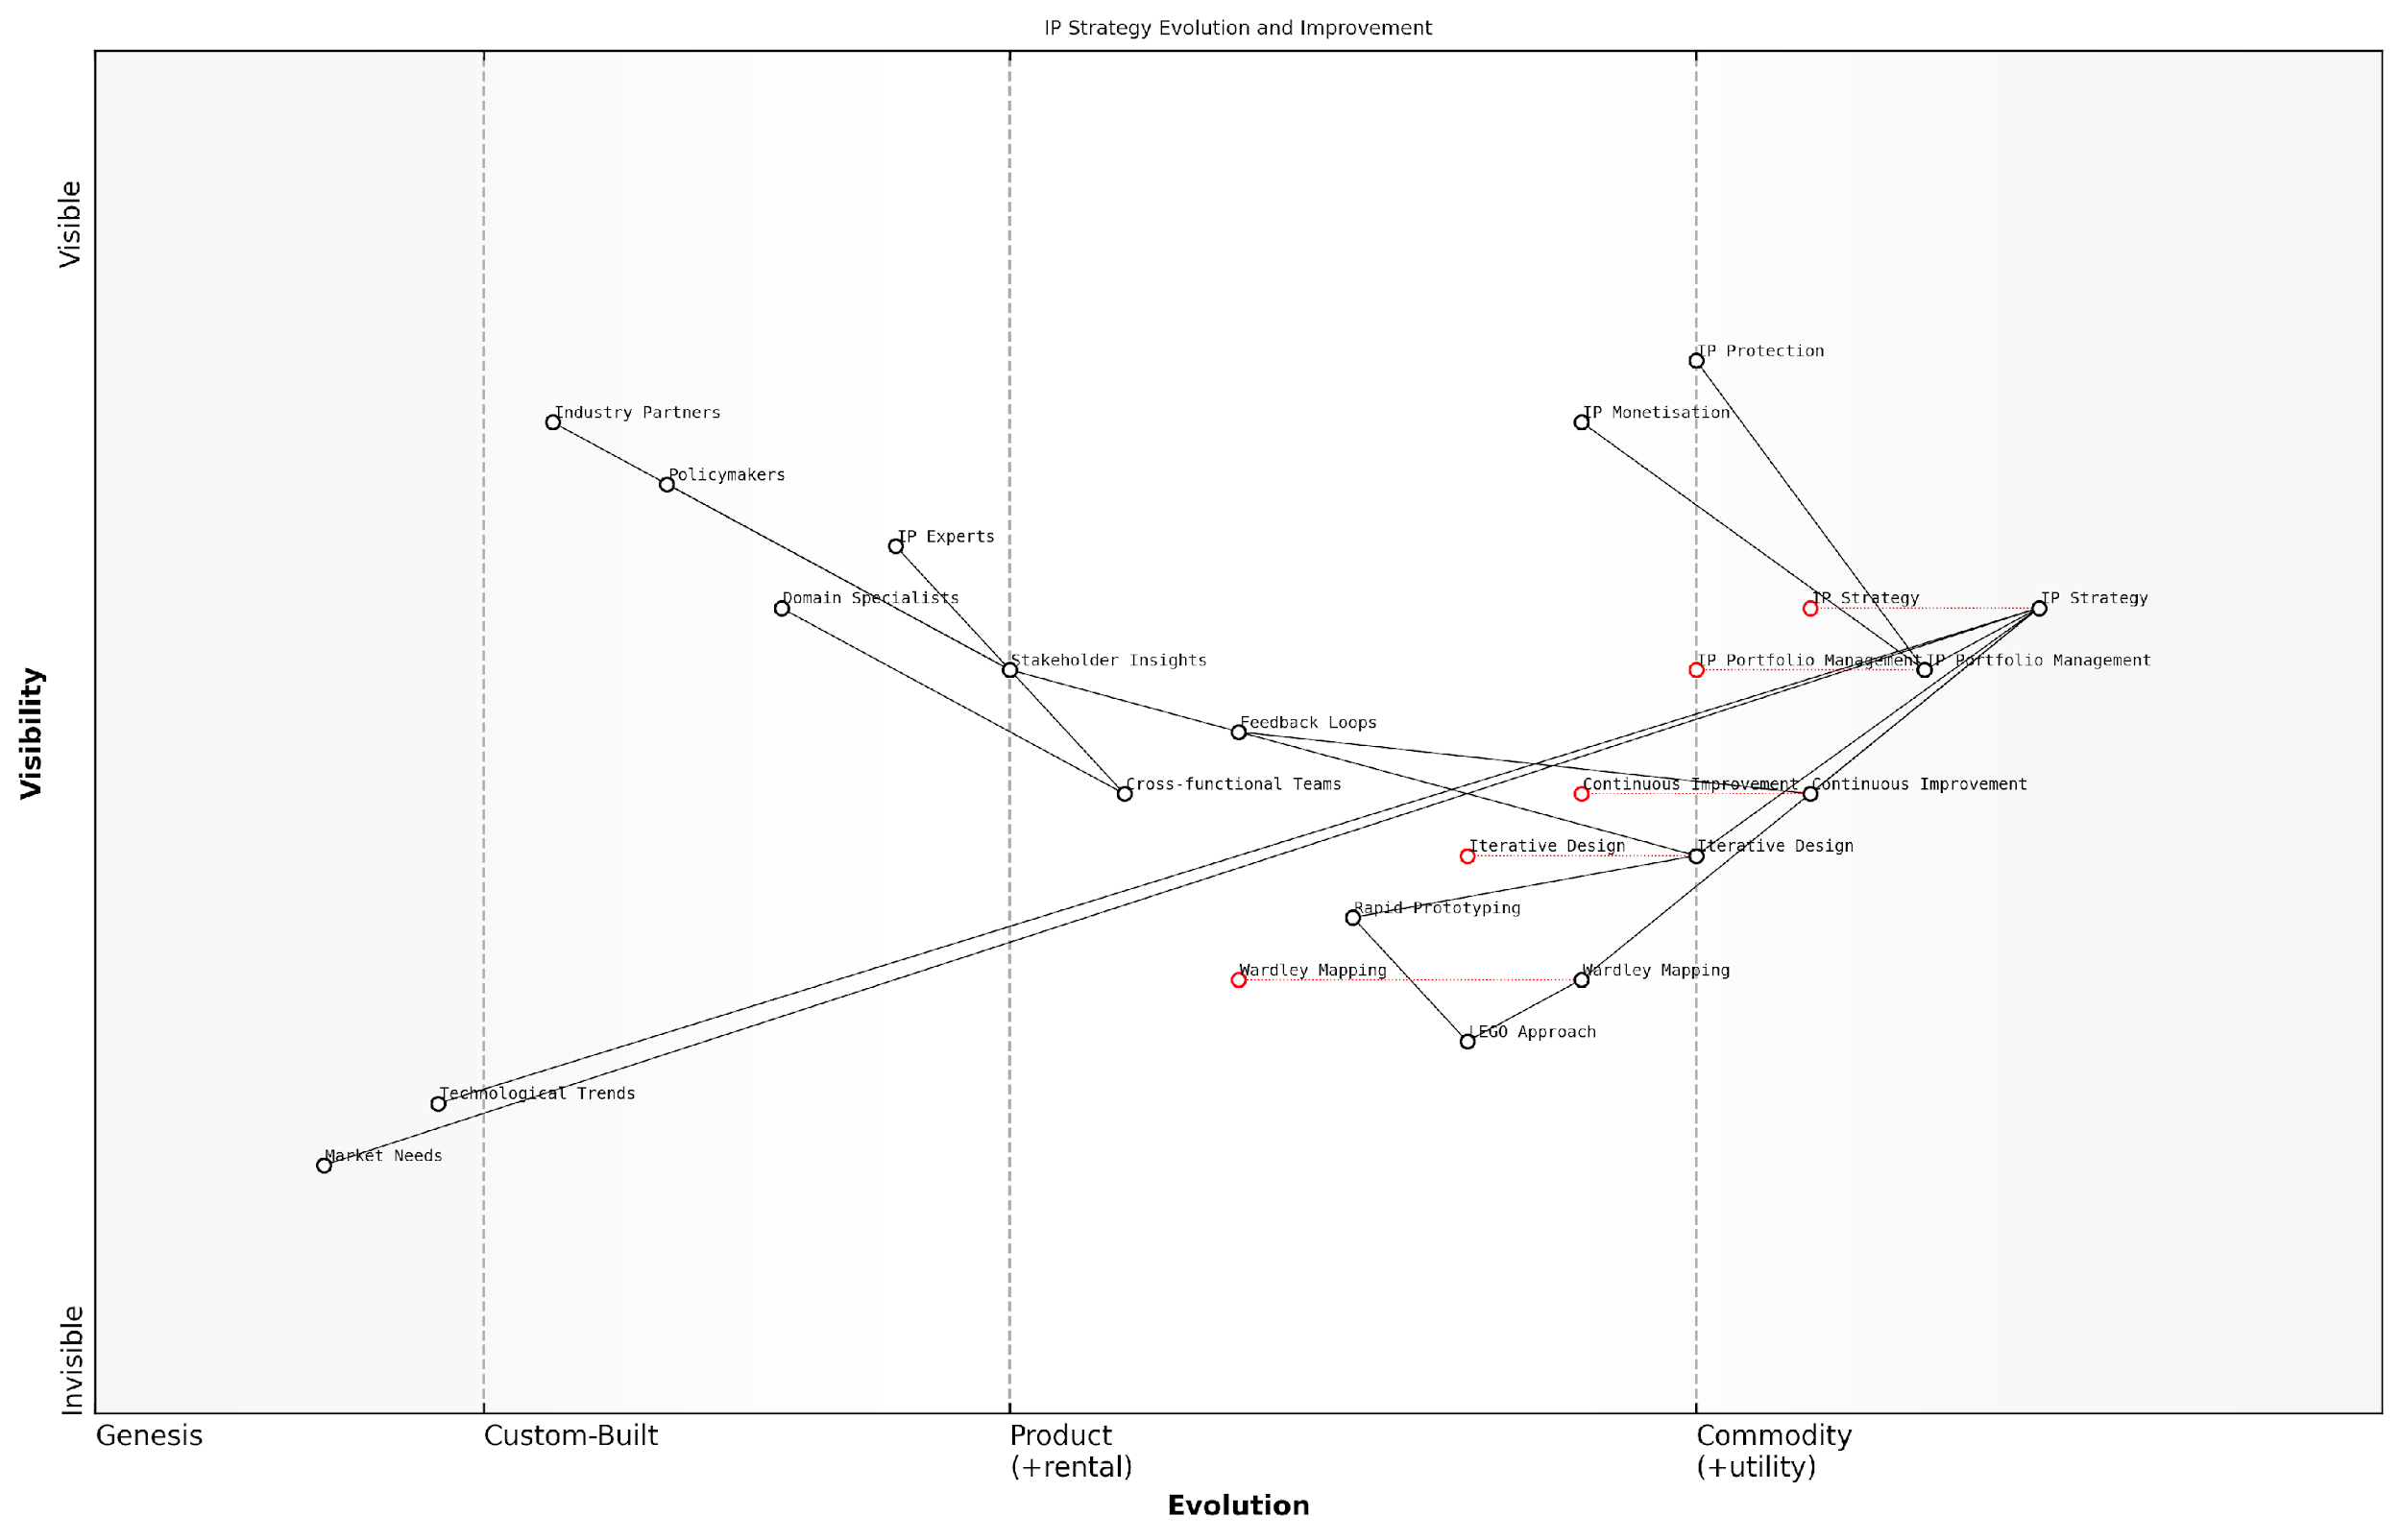 IP Strategy Evolution and Improvement
Visible
IP Protection
Industry Partners
IP Monetisation
Policymakers
IP Experts
Domain Specialists
IP Strategy
IP Strategy
Stakeholder Insights
IP Portfolio Management
IP Portfolio Management
Visibility
Feedback Loops
Cross-functional Teams
Continuous Improvement
Continuous Improvement
Iterative Design
Iterative Design
Rapid Prototyping
Wardley Mapping
Wardley Mapping
LEGO Approach
Technological Trends
Market Needs
Invisible
Genesis
Custom-Built
Product
(+rental)
Commodity
(+utility)
Evolution